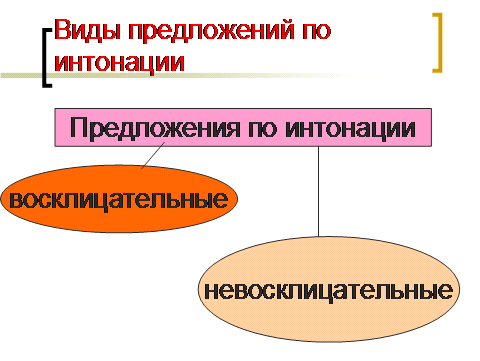 Виды предложений по
интонации
Предложения по интонации
восклицательные
невосклицательные